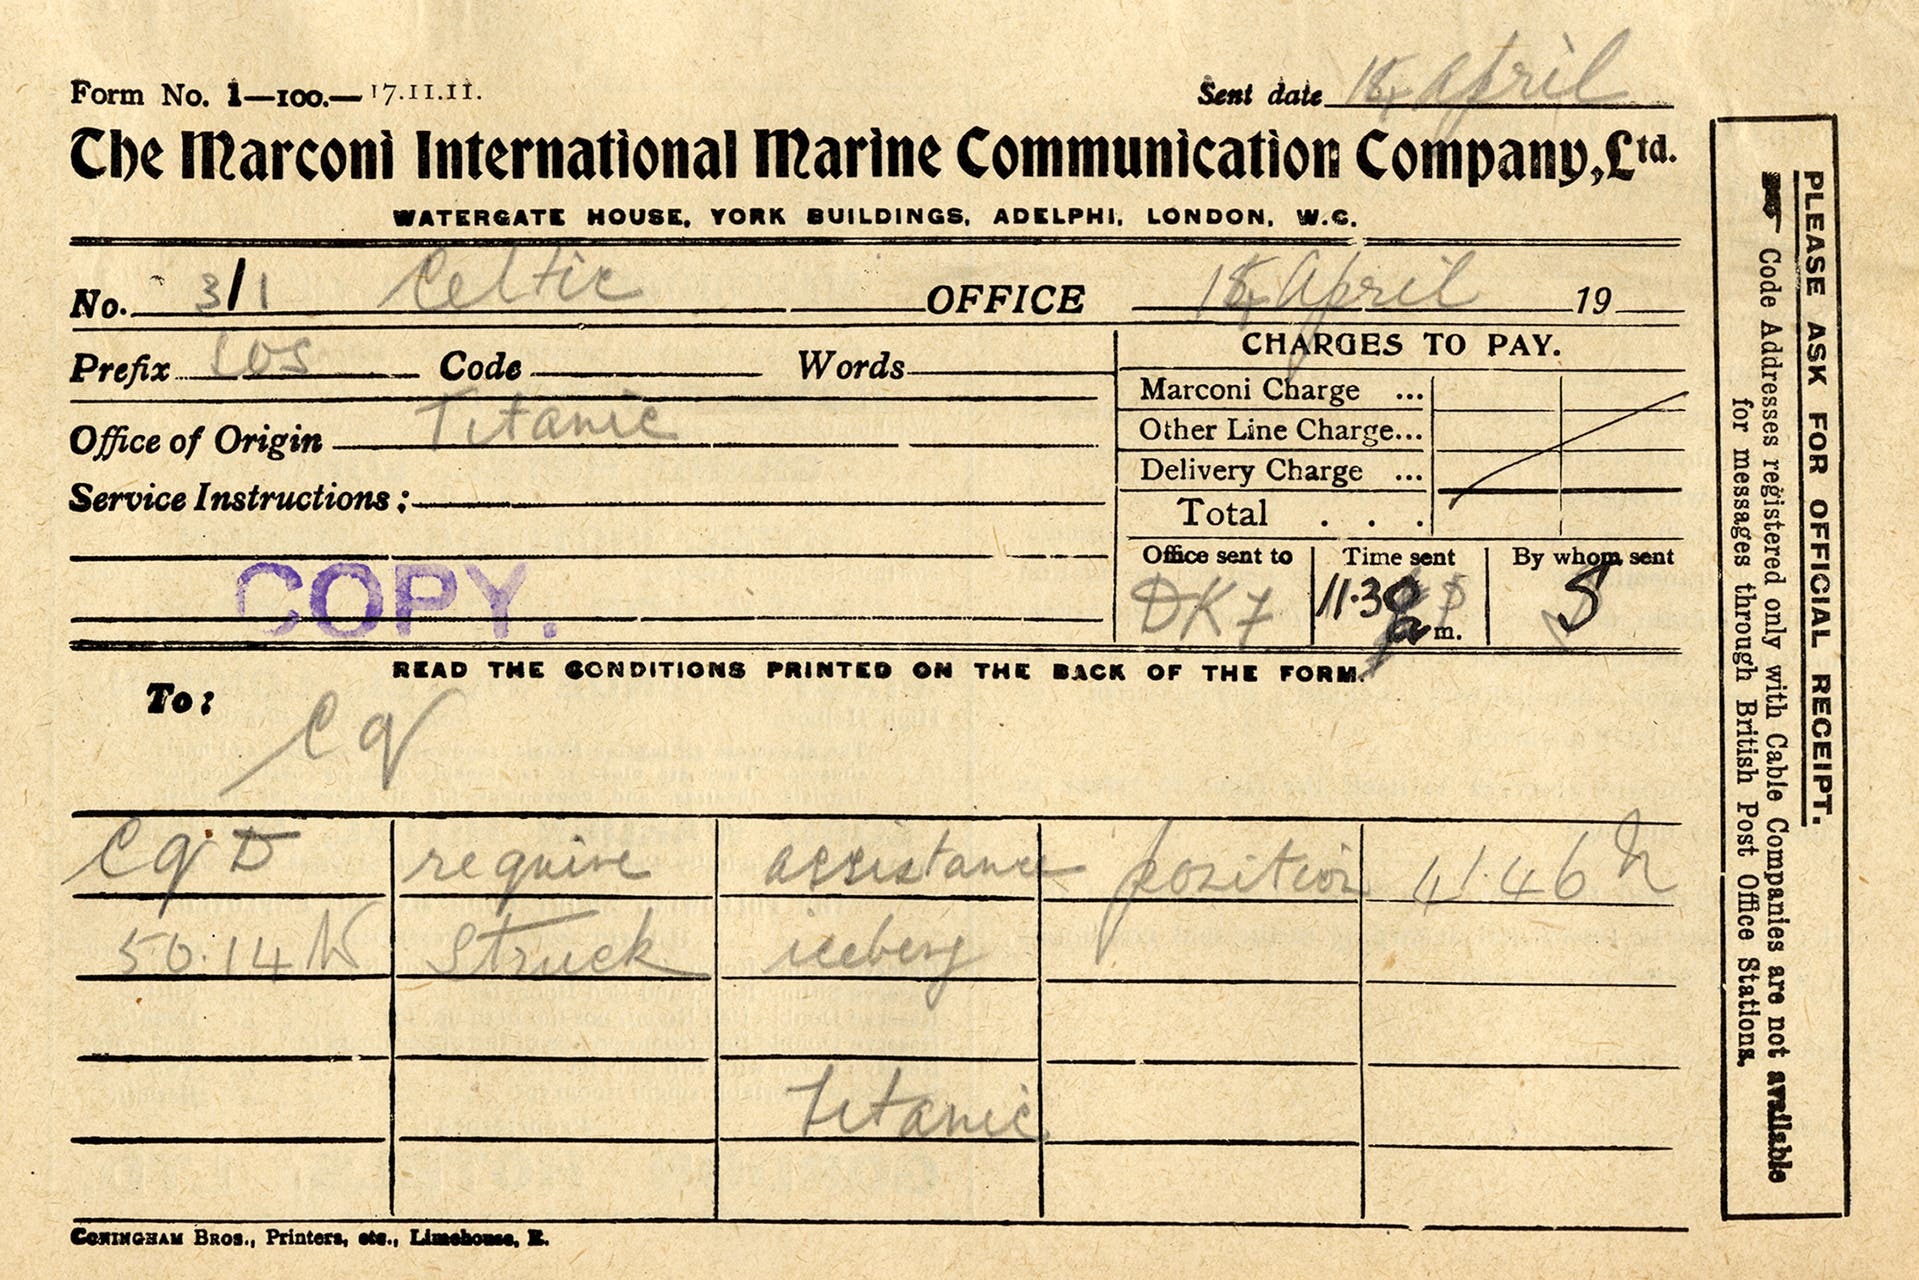 Form No. 1—100.—17.11.11.
Sent date 15 April
The Marconi International Marine Communication Company, Ltd.
WATERGATE HOUSE, YORK BUILDINGS, ADELPHI, LONDON, W.C.
No. 3/1 Celtic OFFICE 15 April 19
Prefix sos Code Words
CHARGES TO PAY.
Marconi Charge ...
Other Line Charge...
Delivery Charge ...
Total . . .
Office of Origin Titanic
Service Instructions :
COPY.
Office sent to
DKF
Time sent
11.30 a m.
By whom sent
S
READ THE CONDITIONS PRINTED ON THE BACK OF THE FORM.
To:
Cq
CqD require assistance position 41.46 N
50.14 W Struck iceberg
Titanic
CONINGHAM BROS., Printers, etc., Limehouse, E.
PLEASE ASK FOR OFFICIAL RECEIPT.
Code Addresses registered only with Cable Companies are not available
for messages through British Post Office Stations.